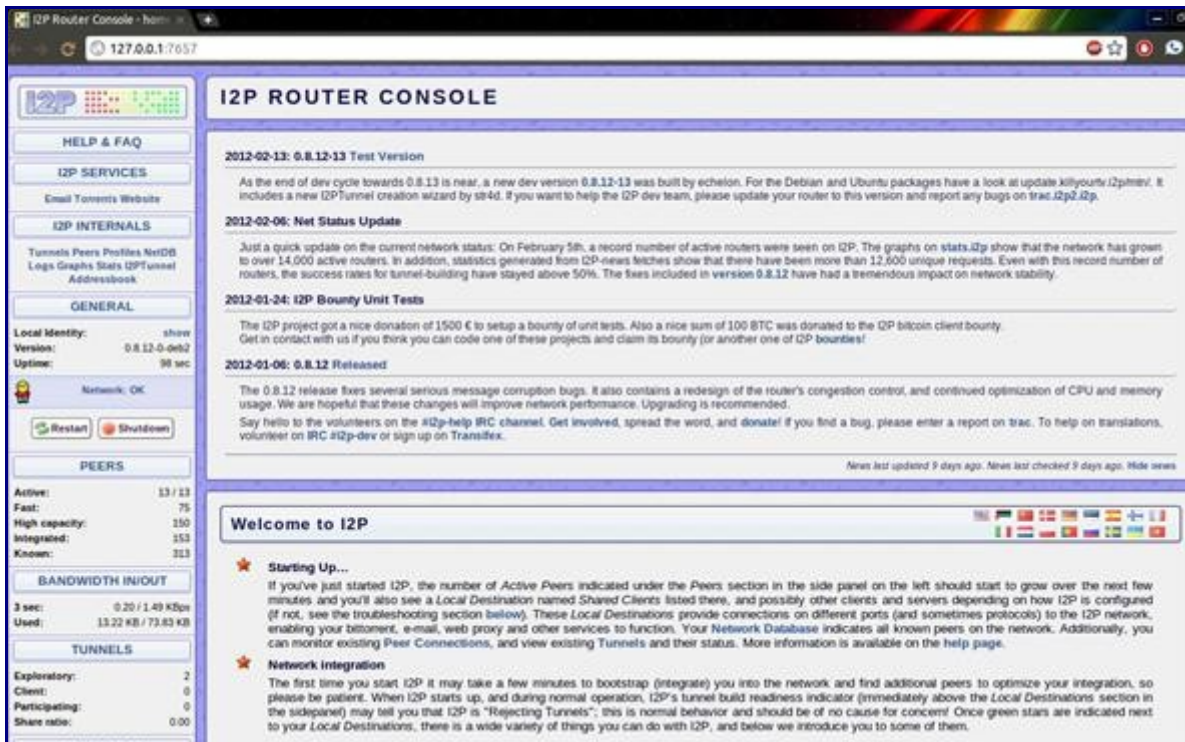 I2P Router Console - hom
127.0.0.1:7657
I2P
HELP & FAQ
I2P SERVICES
Email Torrents Website
I2P INTERNALS
Tunnels Peers Profiles NetDB
Logs Graphs Stats I2PTunnel
Addressbook
GENERAL
Local Identity: show
Version: 0.8.12-0-deb2
Uptime: 98 sec
Network: OK
Restart Shutdown
PEERS
Active: 13 / 13
Fast: 75
High capacity: 150
Integrated: 153
Known: 313
BANDWIDTH IN/OUT
3 sec: 0.20 / 1.49 KBps
Used: 13.22 KB / 73.83 KB
TUNNELS
Exploratory: 2
Client: 0
Participating: 0
Share ratio: 0.00
I2P ROUTER CONSOLE
2012-02-13: 0.8.12-13 Test Version
As the end of dev cycle towards 0.8.13 is near, a new dev version 0.8.12-13 was built by echelon. For the Debian and Ubuntu packages have a look at update.killyourtv.i2p/mtn/. It
includes a new I2PTunnel creation wizard by str4d. If you want to help the I2P dev team, please update your router to this version and report any bugs on trac.i2p2.i2p.
2012-02-06: Net Status Update
Just a quick update on the current network status: On February 5th, a record number of active routers were seen on I2P. The graphs on stats.i2p show that the network has grown
to over 14,000 active routers. In addition, statistics generated from I2P-news fetches show that there have been more than 12,600 unique requests. Even with this record number of
routers, the success rates for tunnel-building have stayed above 50%. The fixes included in version 0.8.12 have had a tremendous impact on network stability.
2012-01-24: I2P Bounty Unit Tests
The I2P project got a nice donation of 1500 € to setup a bounty of unit tests. Also a nice sum of 100 BTC was donated to the I2P bitcoin client bounty.
Get in contact with us if you think you can code one of these projects and claim its bounty (or another one of I2P bounties!
2012-01-06: 0.8.12 Released
The 0.8.12 release fixes several serious message corruption bugs. It also contains a redesign of the router's congestion control, and continued optimization of CPU and memory
usage. We are hopeful that these changes will improve network performance. Upgrading is recommended.
Say hello to the volunteers on the #i2p-help IRC channel. Get involved, spread the word, and donate! If you find a bug, please enter a report on trac. To help on translations,
volunteer on IRC #i2p-dev or sign up on Transifex.
News last updated 9 days ago. News last checked 9 days ago. Hide news
Welcome to I2P
Starting Up...
If you've just started I2P, the number of Active Peers indicated under the Peers section in the side panel on the left should start to grow over the next few
minutes and you'll also see a Local Destination named Shared Clients listed there, and possibly other clients and servers depending on how I2P is configured
(if not, see the troubleshooting section below). These Local Destinations provide connections on different ports (and sometimes protocols) to the I2P network,
enabling your bittorrent, e-mail, web proxy and other services to function. Your Network Database indicates all known peers on the network. Additionally, you
can monitor existing Peer Connections, and view existing Tunnels and their status. More information is available on the help page.
Network integration
The first time you start I2P it may take a few minutes to bootstrap (integrate) you into the network and find additional peers to optimize your integration, so
please be patient. When I2P starts up, and during normal operation, I2P's tunnel build readiness indicator (immediately above the Local Destinations section in
the sidepanel) may tell you that I2P is "Rejecting Tunnels"; this is normal behavior and should be of no cause for concern! Once green stars are indicated next
to your Local Destinations, there is a wide variety of things you can do with I2P, and below we introduce you to some of them.